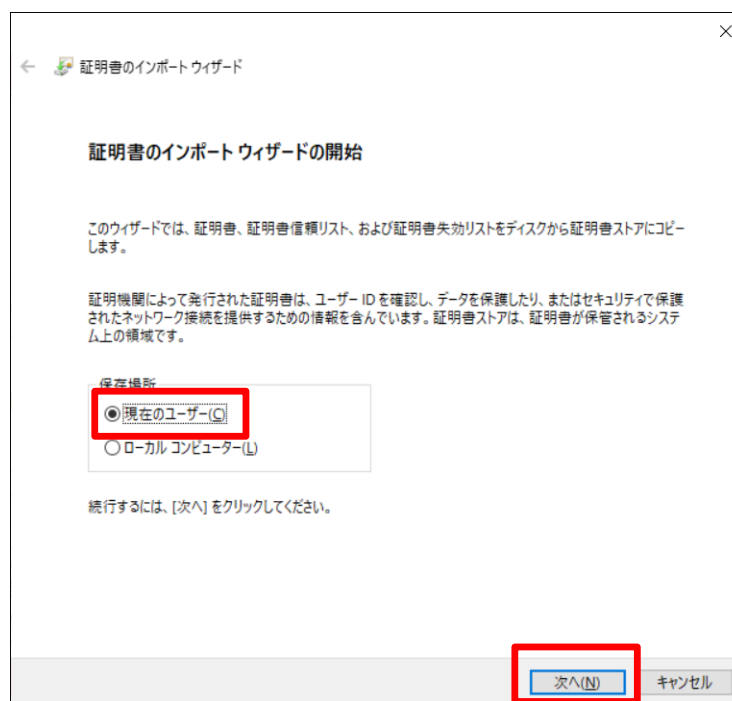 証明書のインポート ウィザード
証明書のインポート ウィザードの開始
このウィザードでは、証明書、証明書信頼リスト、および証明書失効リストをディスクから証明書ストアにコピー
します。
証明機関によって発行された証明書は、ユーザー ID を確認し、データを保護したり、またはセキュリティで保護
されたネットワーク接続を提供するための情報を含んでいます。証明書ストアは、証明書が保管されるシステ
ム上の領域です。
保存場所
現在のユーザー(C)
ローカル コンピューター(L)
続行するには、[次へ] をクリックしてください。
次へ(N)
キャンセル